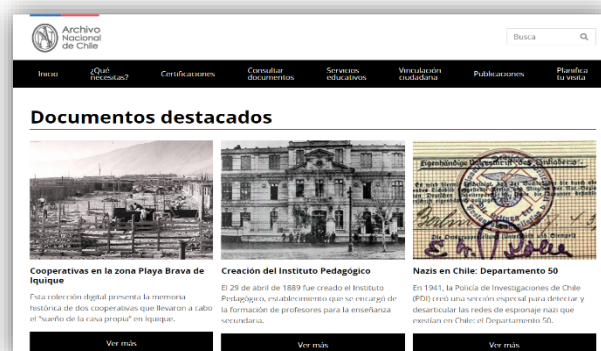 Archivo
Nacional
de Chile
Busca
Inicio
¿Qué
necesitas?
Certificaciones
Consultar
documentos
Servicios
educativos
Vinculación
ciudadana
Publicaciones
Planifica
tu visita
Documentos destacados
Eigenhändige Unterschrift des Inhabers
Cooperativas en la zona Playa Brava de
Iquique
Esta colección digital presenta la memoria
histórica de dos cooperativas que llevaron a cabo
el "sueño de la casa propia" en Iquique.
Ver más
Creación del Instituto Pedagógico
El 29 de abril de 1889 fue creado el Instituto
Pedagógico, establecimiento que se encargó de
la formación de profesores para la enseñanza
secundaria.
Ver más
Nazis en Chile: Departamento 50
En 1941, la Policía de Investigaciones de Chile
(PDI) creó una sección especial para detectar y
desarticular las redes de espionaje nazi que
existían en Chile: el Departamento 50.
Ver más